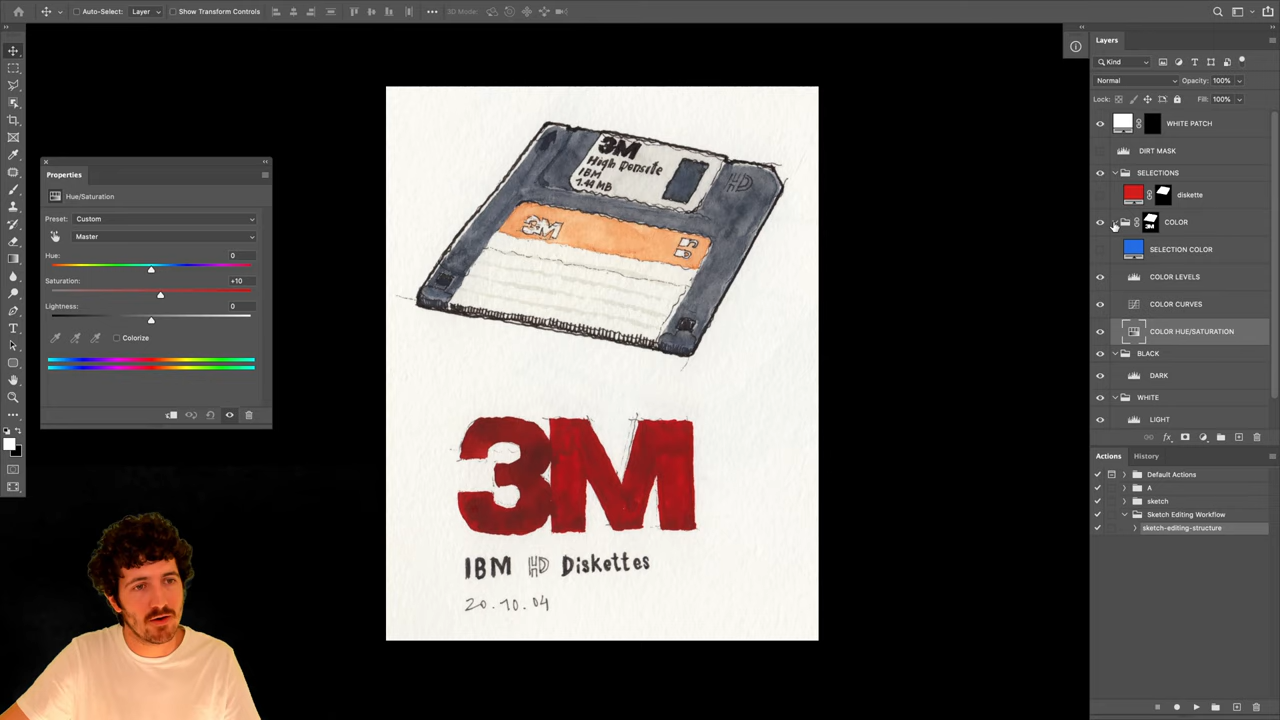 Auto-Select:
Layer
Show Transform Controls
3D Mode:
Layers
Kind
Normal
Opacity: 100%
Lock:
Fill: 100%
WHITE PATCH
DIRT MASK
SELECTIONS
diskette
COLOR
SELECTION COLOR
COLOR LEVELS
COLOR CURVES
COLOR HUE/SATURATION
BLACK
DARK
WHITE
LIGHT
Actions
History
Default Actions
A
sketch
Sketch Editing Workflow
sketch-editing-structure
Properties
Hue/Saturation
Preset: Custom
Master
Hue: 0
Saturation: +10
Lightness: 0
Colorize
3M
High Densite
IBM
1.44 MB
HD
3M
3M
IBM HD Diskettes
20.10.04